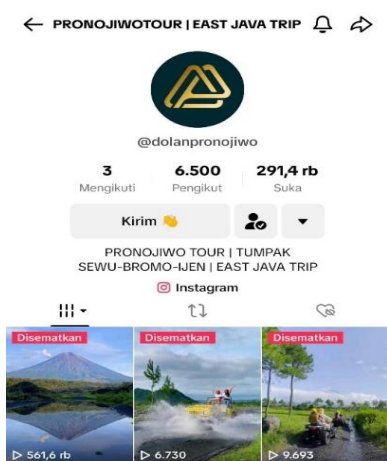 PRONOJIWOTOUR | EAST JAVA TRIP
@dolanpronojiwo
3 6.500 291,4 rb
Mengikuti Pengikut Suka
Kirim 👋
PRONOJIWO TOUR | TUMPAK
SEWU-BROMO-IJEN | EAST JAVA TRIP
Instagram
Disematkan Disematkan Disematkan
561,6 rb 6.730 9.693